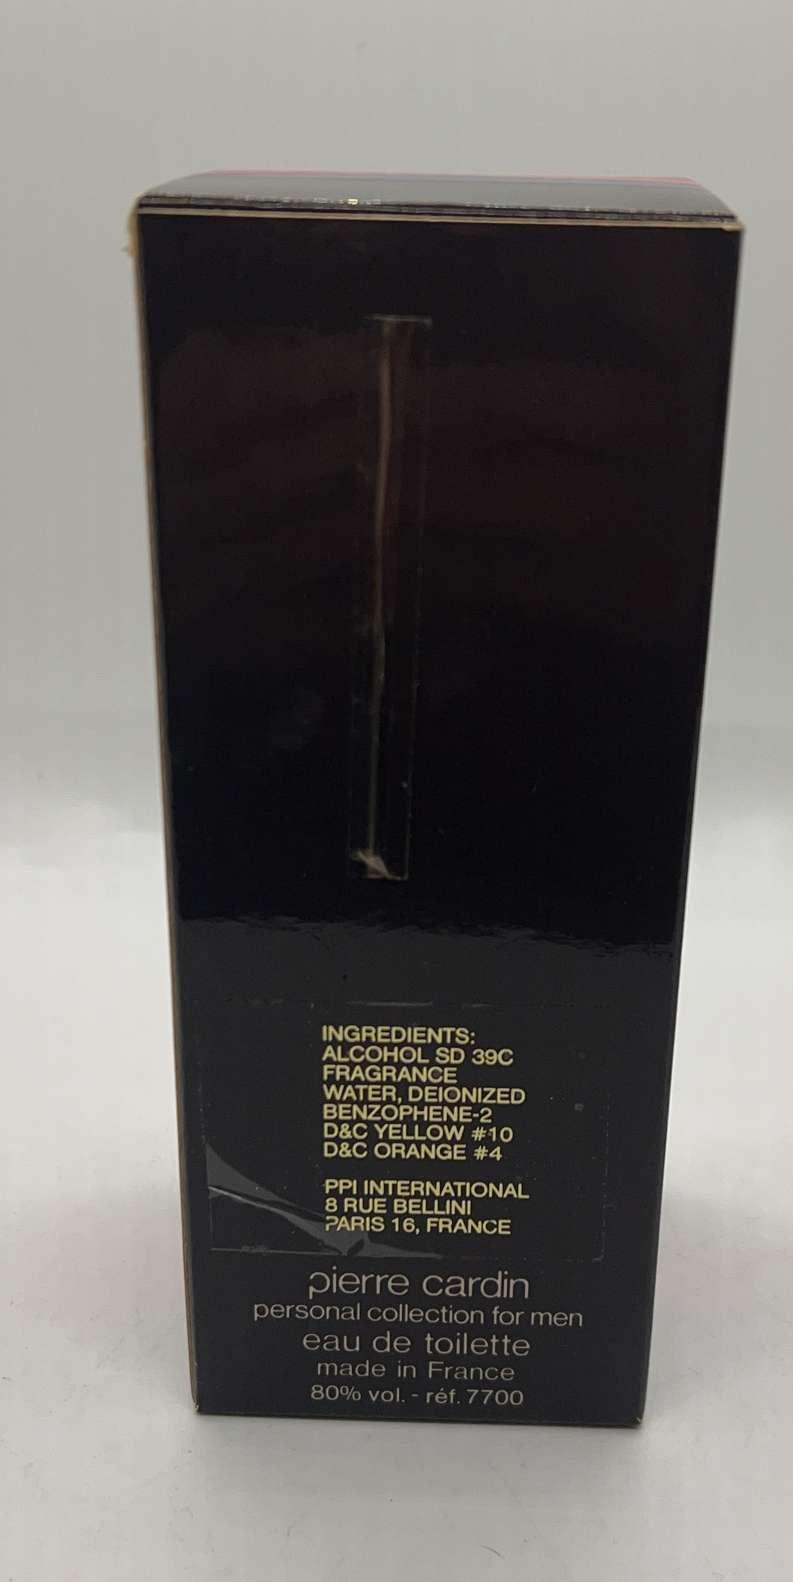 INGREDIENTS:
ALCOHOL SD 39C
FRAGRANCE
WATER, DEIONIZED
BENZOPHENE-2
D&C YELLOW #10
D&C ORANGE #4
PPI INTERNATIONAL
8 RUE BELLINI
PARIS 16, FRANCE
pierre cardin
personal collection for men
eau de toilette
made in France
80% vol. - réf. 7700